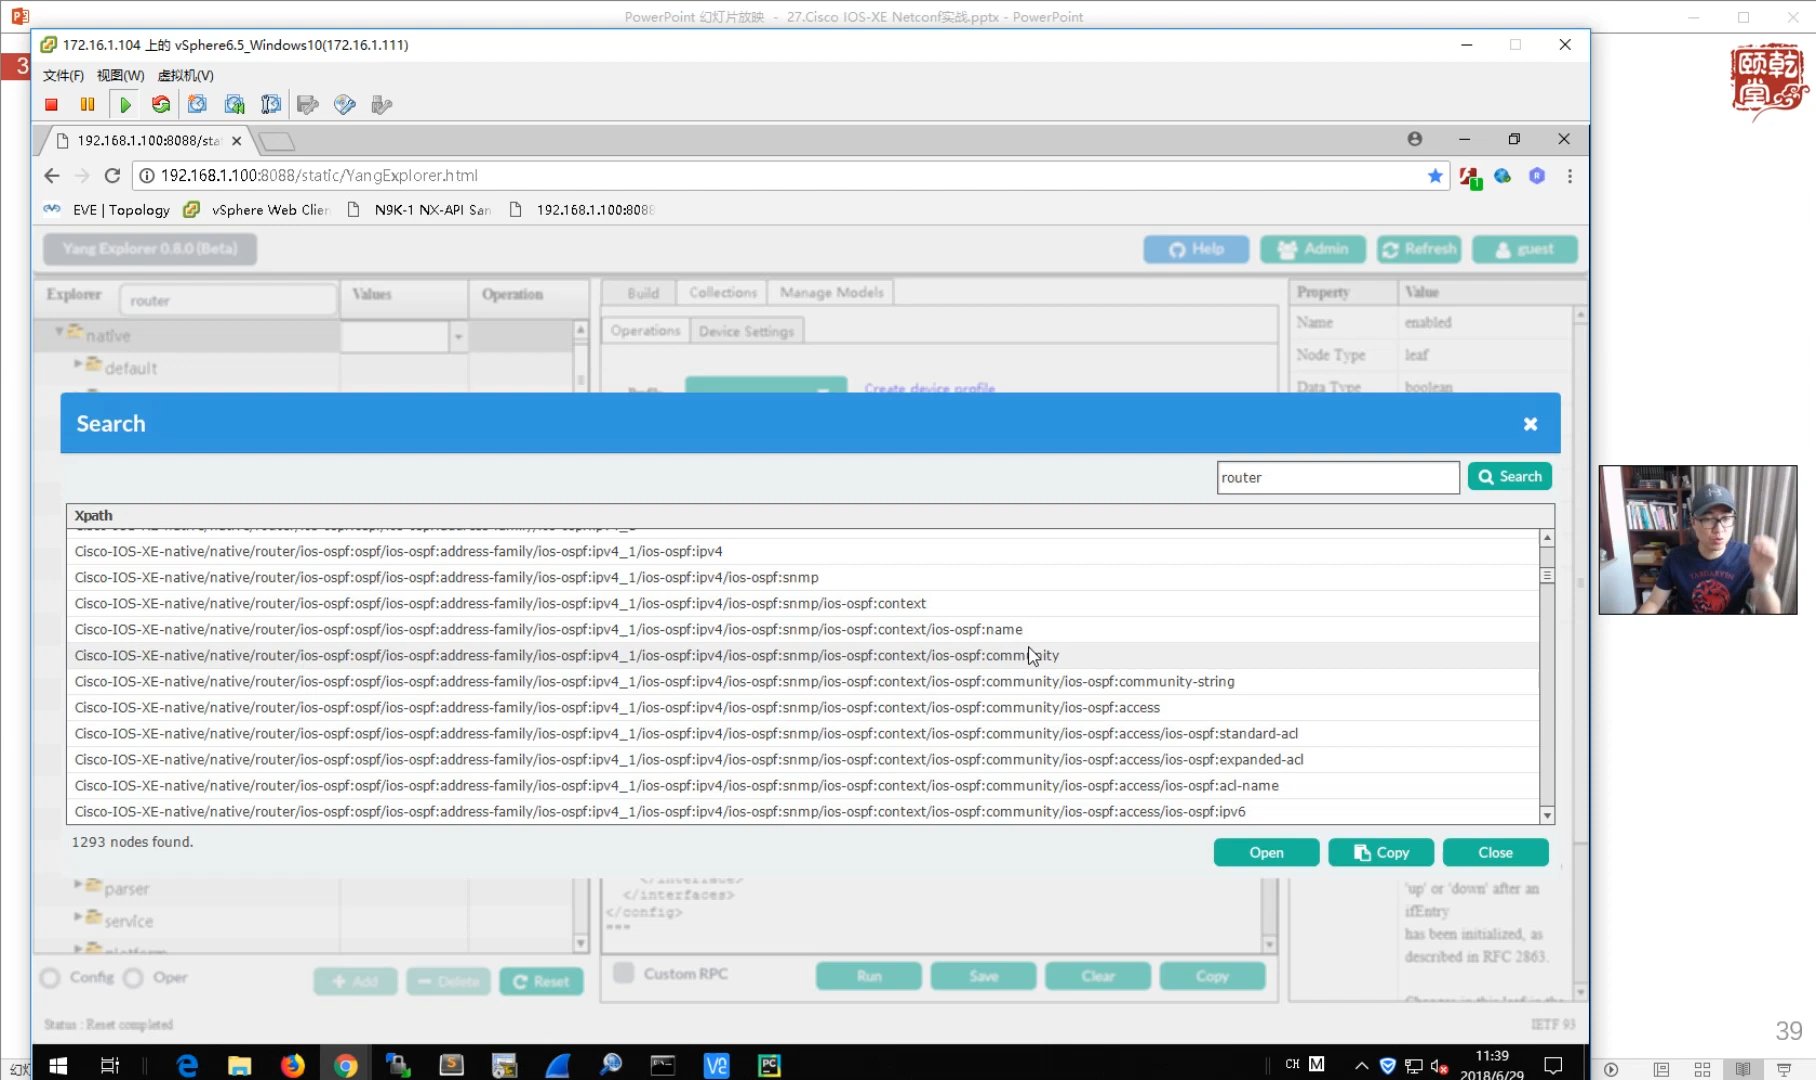 PowerPoint 幻灯片放映 - 27.Cisco IOS-XE Netconf实战.pptx - PowerPoint
3
颐乾堂
172.16.1.104 上的 vSphere6.5_Windows10(172.16.1.111)
文件(F) 视图(W) 虚拟机(V)
192.168.1.100:8088/sta
192.168.1.100:8088/static/YangExplorer.html
EVE | Topology
vSphere Web Clien
N9K-1 NX-API San
192.168.1.100:8088
Yang Explorer 0.8.0 (Beta)
Help
Admin
Refresh
guest
Explorer
router
Values
Operation
Build
Collections
Manage Models
Property
Value
native
Operations
Device Settings
Name
enabled
default
Node Type
leaf
Create device profile
Data Type
boolean
Search
router
Search
Xpath
Cisco-IOS-XE-native/native/router/ios-ospf:ospf/ios-ospf:address-family/ios-ospf:ipv4_1/ios-ospf:ipv4
Cisco-IOS-XE-native/native/router/ios-ospf:ospf/ios-ospf:address-family/ios-ospf:ipv4_1/ios-ospf:ipv4/ios-ospf:snmp
Cisco-IOS-XE-native/native/router/ios-ospf:ospf/ios-ospf:address-family/ios-ospf:ipv4_1/ios-ospf:ipv4/ios-ospf:snmp/ios-ospf:context
Cisco-IOS-XE-native/native/router/ios-ospf:ospf/ios-ospf:address-family/ios-ospf:ipv4_1/ios-ospf:ipv4/ios-ospf:snmp/ios-ospf:context/ios-ospf:name
Cisco-IOS-XE-native/native/router/ios-ospf:ospf/ios-ospf:address-family/ios-ospf:ipv4_1/ios-ospf:ipv4/ios-ospf:snmp/ios-ospf:context/ios-ospf:community
Cisco-IOS-XE-native/native/router/ios-ospf:ospf/ios-ospf:address-family/ios-ospf:ipv4_1/ios-ospf:ipv4/ios-ospf:snmp/ios-ospf:context/ios-ospf:community/ios-ospf:community-string
Cisco-IOS-XE-native/native/router/ios-ospf:ospf/ios-ospf:address-family/ios-ospf:ipv4_1/ios-ospf:ipv4/ios-ospf:snmp/ios-ospf:context/ios-ospf:community/ios-ospf:access
Cisco-IOS-XE-native/native/router/ios-ospf:ospf/ios-ospf:address-family/ios-ospf:ipv4_1/ios-ospf:ipv4/ios-ospf:snmp/ios-ospf:context/ios-ospf:community/ios-ospf:access/ios-ospf:standard-acl
Cisco-IOS-XE-native/native/router/ios-ospf:ospf/ios-ospf:address-family/ios-ospf:ipv4_1/ios-ospf:ipv4/ios-ospf:snmp/ios-ospf:context/ios-ospf:community/ios-ospf:access/ios-ospf:expanded-acl
Cisco-IOS-XE-native/native/router/ios-ospf:ospf/ios-ospf:address-family/ios-ospf:ipv4_1/ios-ospf:ipv4/ios-ospf:snmp/ios-ospf:context/ios-ospf:community/ios-ospf:access/ios-ospf:acl-name
Cisco-IOS-XE-native/native/router/ios-ospf:ospf/ios-ospf:address-family/ios-ospf:ipv4_1/ios-ospf:ipv4/ios-ospf:snmp/ios-ospf:context/ios-ospf:community/ios-ospf:access/ios-ospf:ipv6
1293 nodes found.
Open
Copy
Close
parser
service
</interfaces>
</config>
"""
'up' or 'down' after an
ifEntry
has been initialized, as
described in RFC 2863.
Config
Oper
Add
Delete
Reset
Custom RPC
Run
Save
Clear
Copy
Status : Reset completed
IETF 93
39
CH M
11:39
2018/6/29